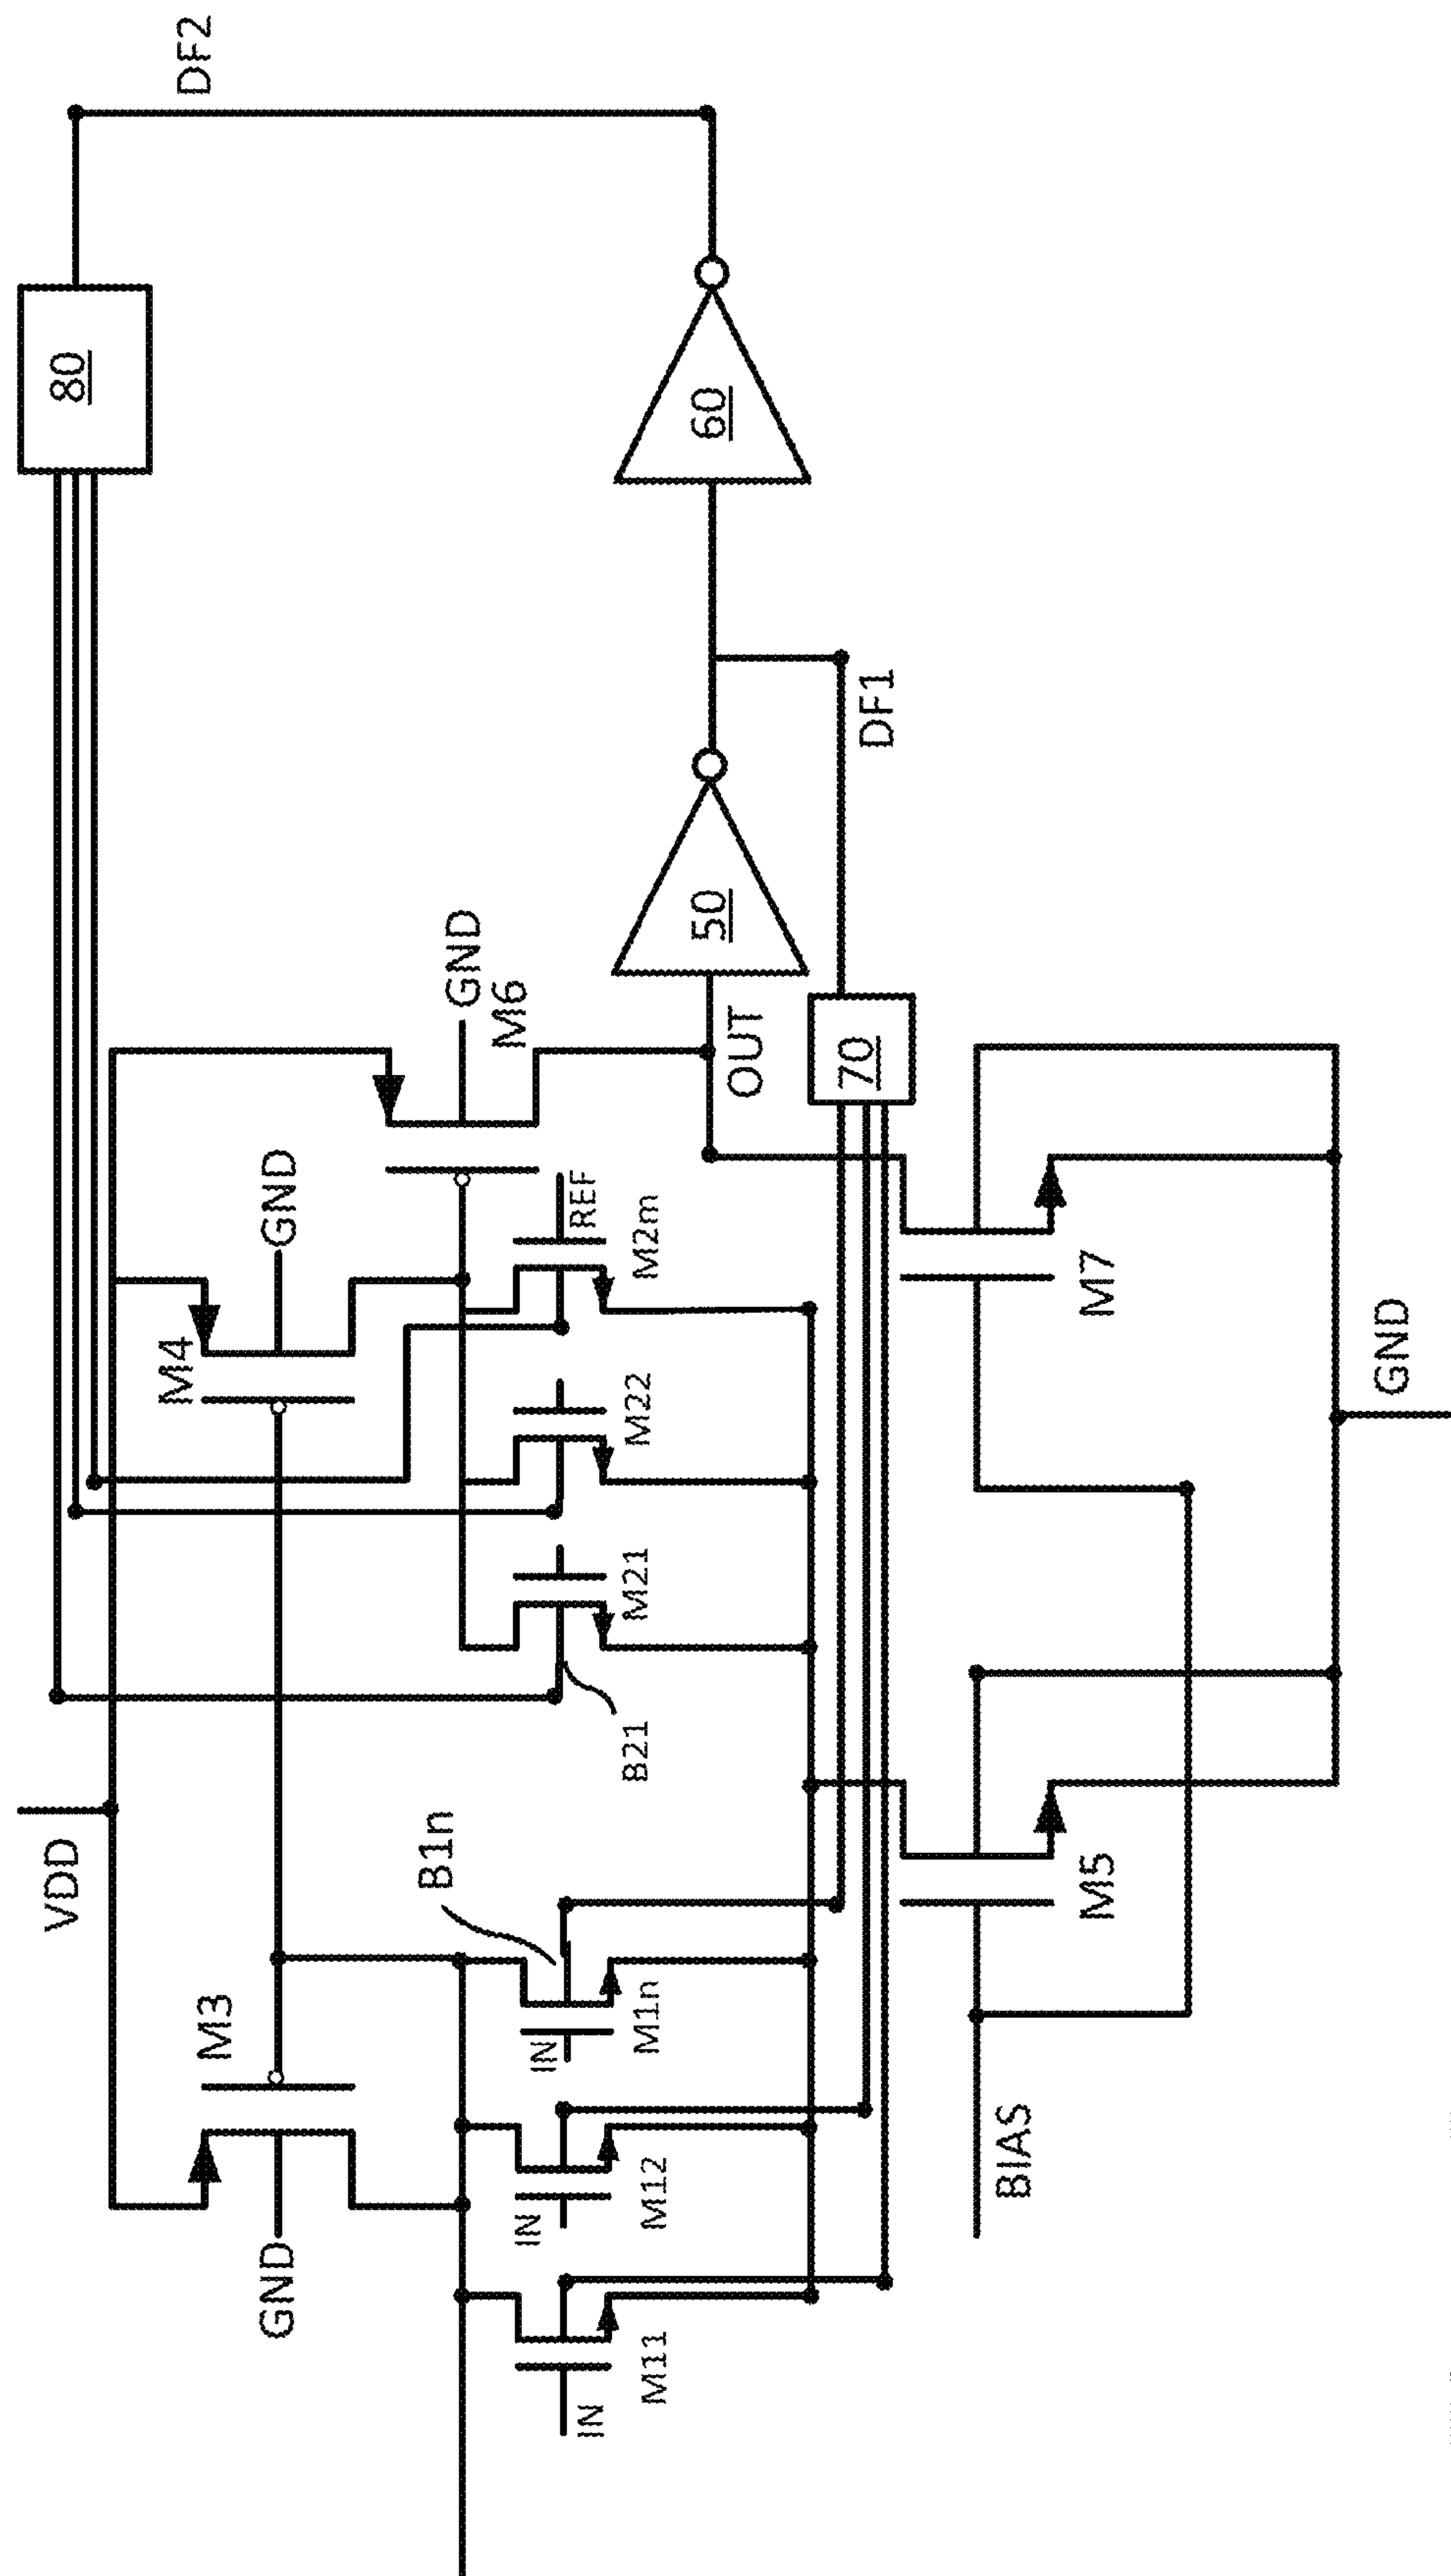 VDD
GND
M3
M4
GND
GND
M6
80
DF2
IN
M11
IN
M12
IN
M1n
B1n
B21
M21
M22
M2m
REF
OUT
50
60
70
DF1
BIAS
M5
M7
GND